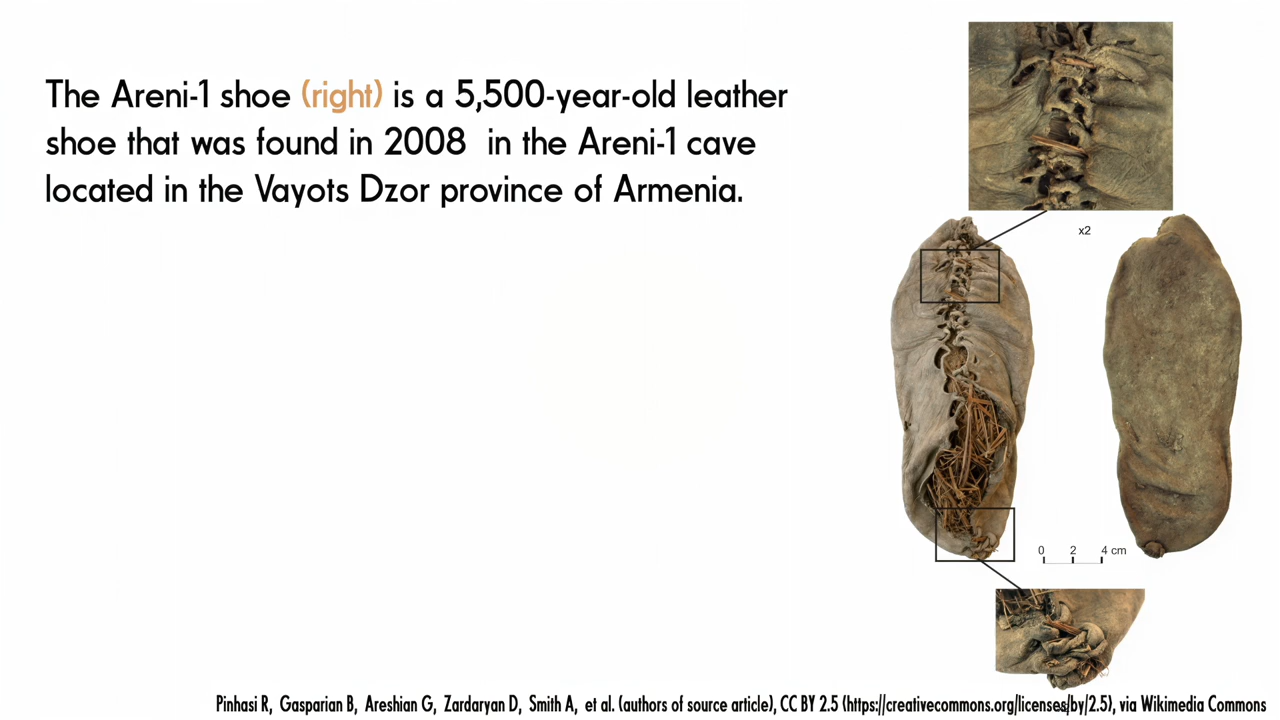 The Areni-1 shoe (right) is a 5,500-year-old leather
shoe that was found in 2008  in the Areni-1 cave
located in the Vayots Dzor province of Armenia.
x2
0 2 4 cm
Pinhasi R, Gasparian B, Areshian G, Zardaryan D, Smith A, et al. (authors of source article), CC BY 2.5 (https://creativecommons.org/licenses/by/2.5), via Wikimedia Commons